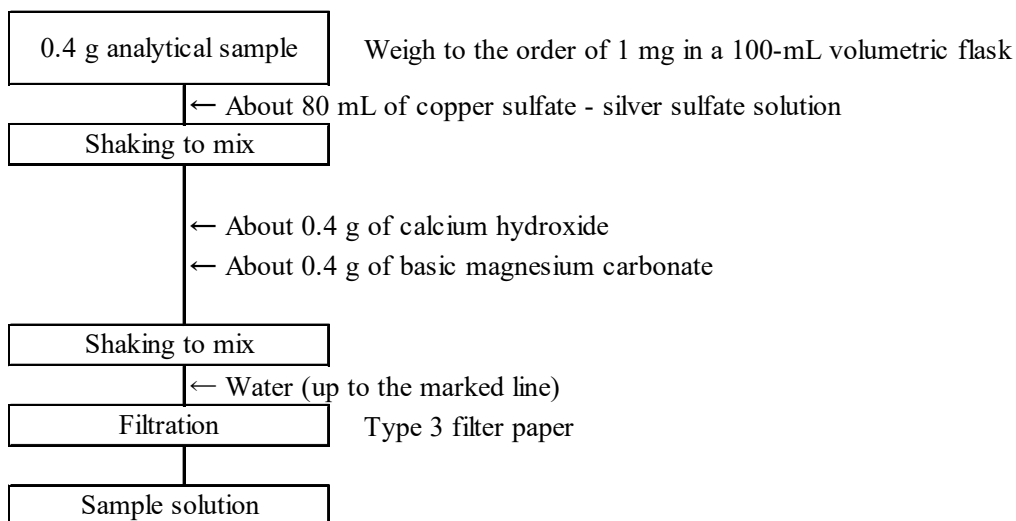 0.4 g analytical sample Weigh to the order of 1 mg in a 100-mL volumetric flask
← About 80 mL of copper sulfate - silver sulfate solution
Shaking to mix
← About 0.4 g of calcium hydroxide
← About 0.4 g of basic magnesium carbonate
Shaking to mix
← Water (up to the marked line)
Filtration Type 3 filter paper
Sample solution